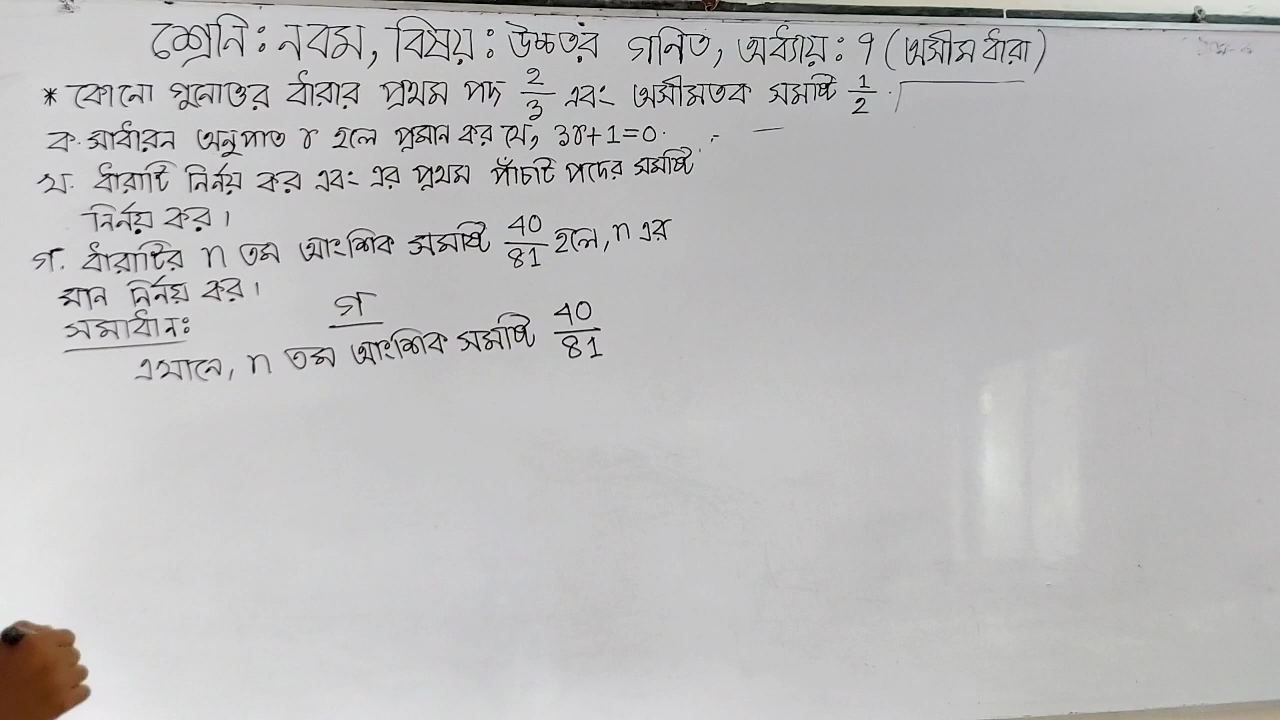 শ্রেনি: নবম, বিষয়: উচ্চতর গনিত, অধ্যায়: ৭ (অসীম ধারা)
* কোনো গুনোত্তর ধারার প্রথম পদ 2/3 এবং অসীমতক সমষ্টি 1/2.
ক. সাধারন অনুপাত r হলে প্রমান কর যে, 3r+1=0.
খ. ধারাটি নির্নয় কর এবং এর প্রথম পাঁচটি পদের সমষ্টি
নির্নয় কর।
গ. ধারাটির n তম আংশিক সমষ্টি 40/81 হলে, n এর
মান নির্নয় কর।
সমাধান: গ
এখানে, n তম আংশিক সমষ্টি 40/81